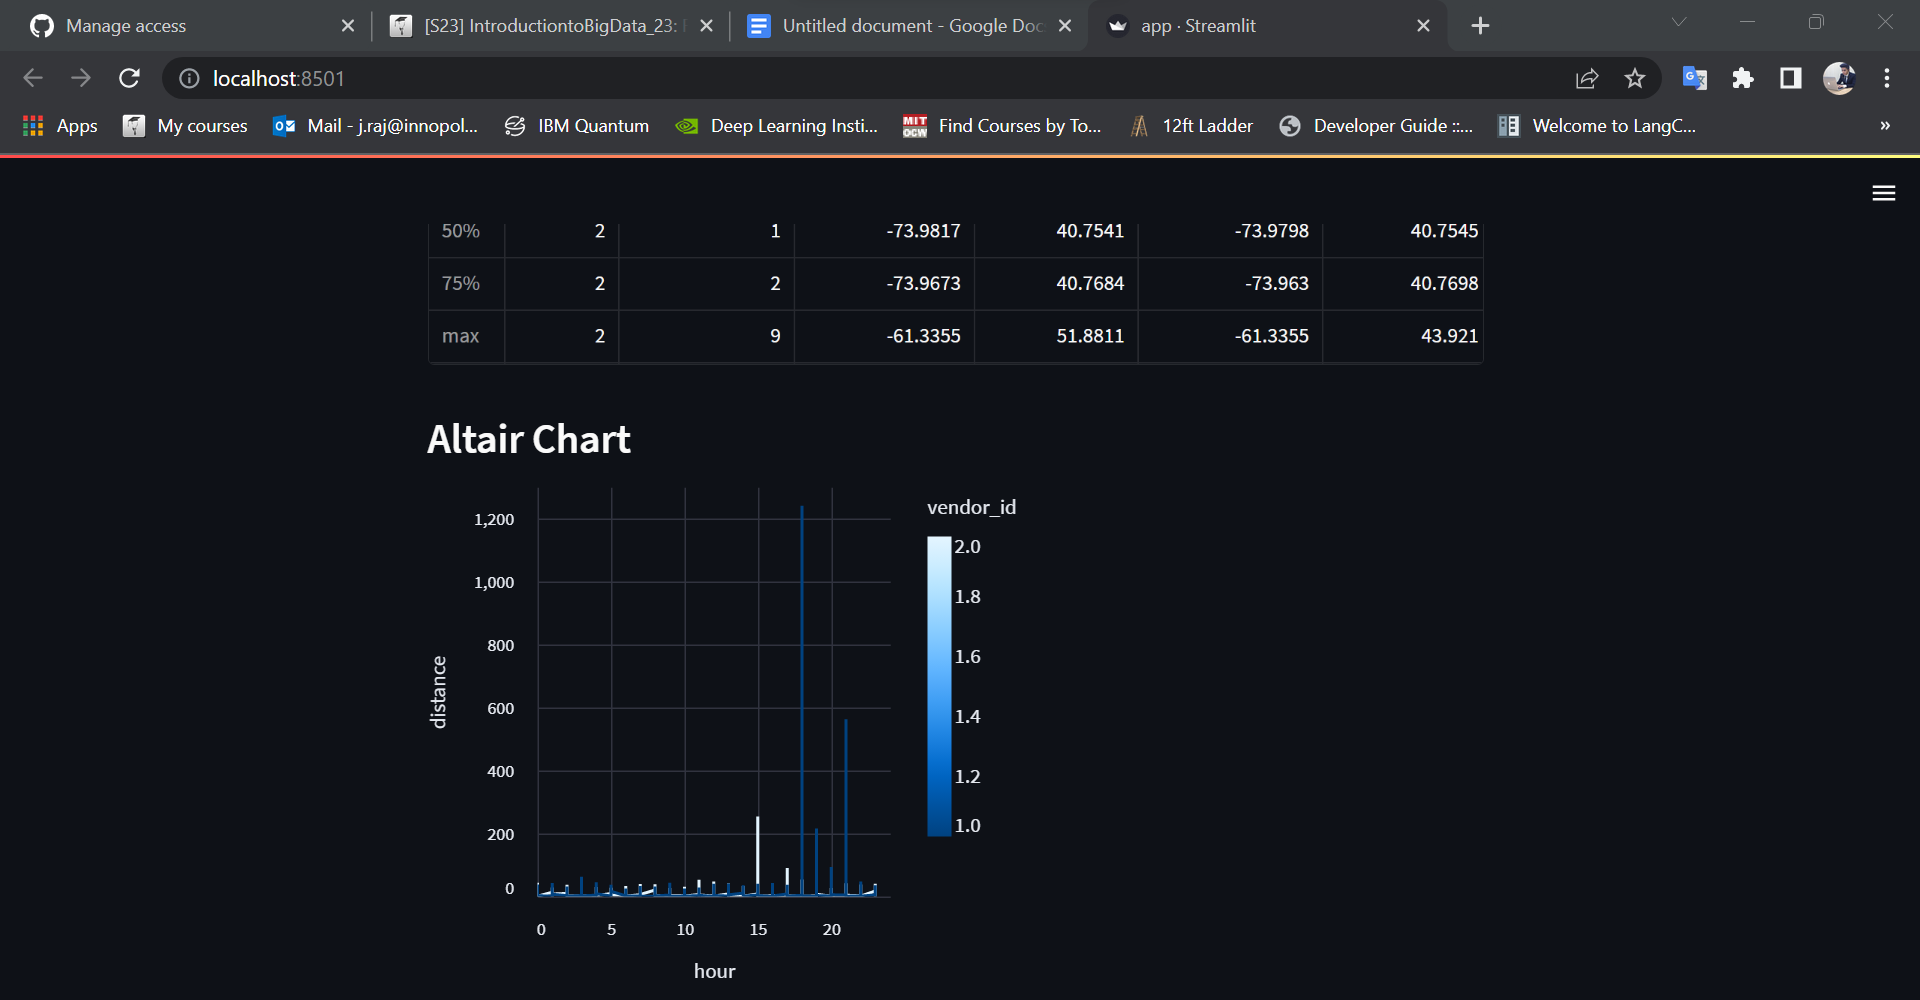 Manage access
[S23] IntroductiontoBigData_23:
Untitled document - Google Doc
app · Streamlit
localhost:8501
Apps
My courses
Mail - j.raj@innopol...
IBM Quantum
Deep Learning Insti...
MIT OCW
Find Courses by To...
12ft Ladder
Developer Guide ::...
Welcome to LangC...
»
50% 2 1 -73.9817 40.7541 -73.9798 40.7545
75% 2 2 -73.9673 40.7684 -73.963 40.7698
max 2 9 -61.3355 51.8811 -61.3355 43.921
Altair Chart
1,200
1,000
800
600
400
200
0
distance
0 5 10 15 20
hour
vendor_id
2.0
1.8
1.6
1.4
1.2
1.0